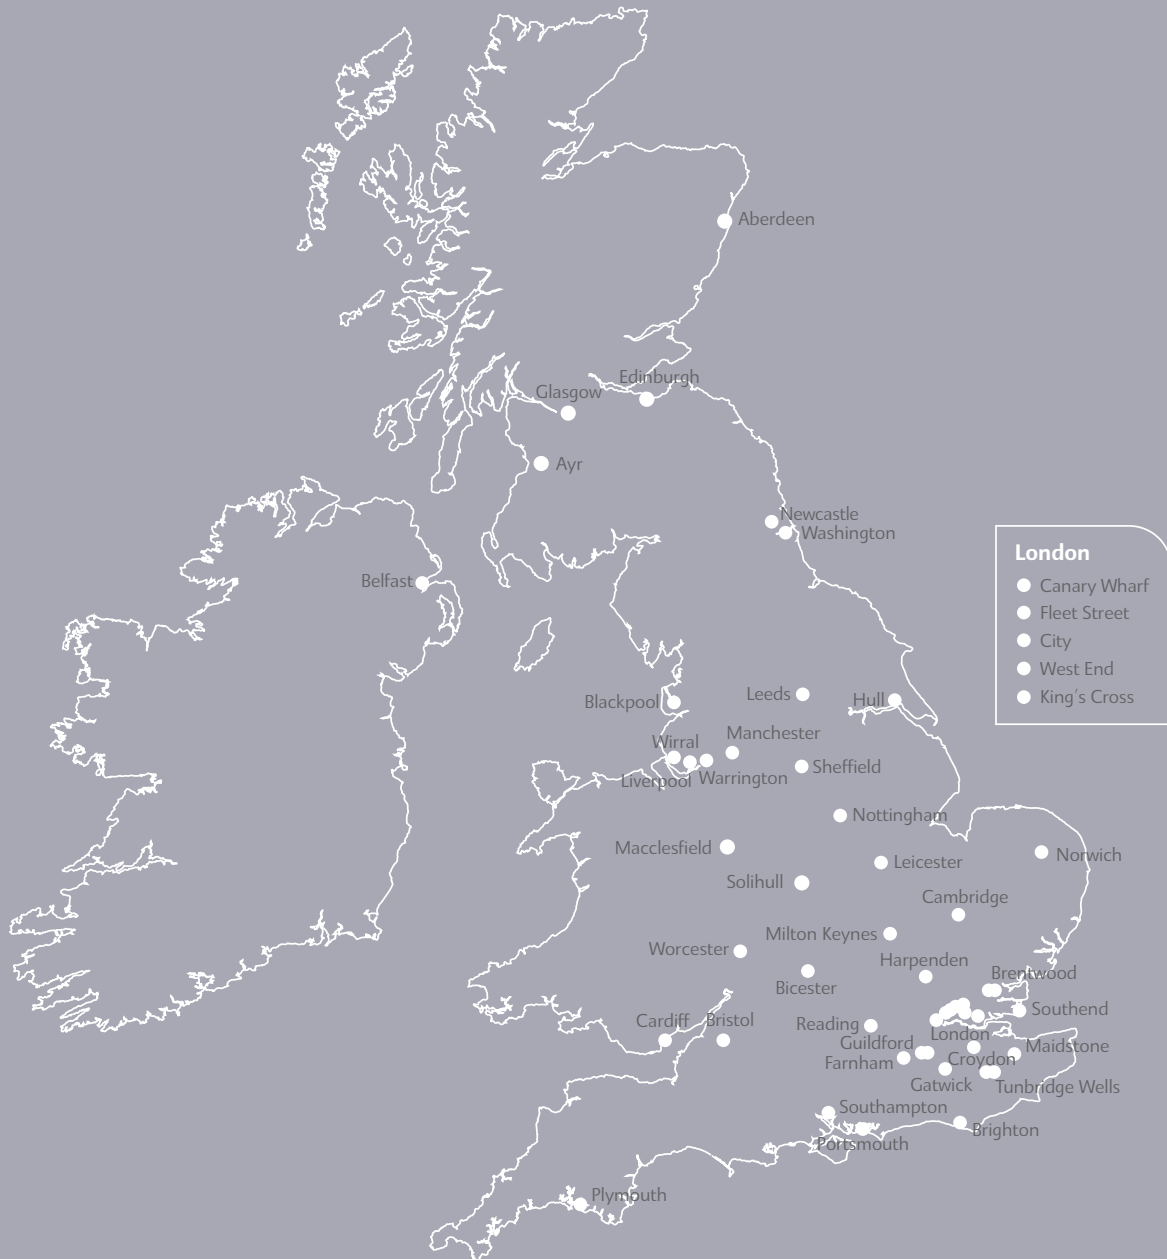 Aberdeen
Edinburgh
Glasgow
Ayr
Newcastle
Washington
London
Canary Wharf
Fleet Street
City
West End
King's Cross
Belfast
Blackpool
Leeds
Hull
Manchester
Wirral
Liverpool
Warrington
Sheffield
Nottingham
Macclesfield
Leicester
Norwich
Solihull
Cambridge
Milton Keynes
Worcester
Harpenden
Bicester
Brentwood
Southend
Cardiff
Bristol
Reading
London
Guildford
Maidstone
Farnham
Croydon
Gatwick
Tunbridge Wells
Southampton
Brighton
Portsmouth
Plymouth